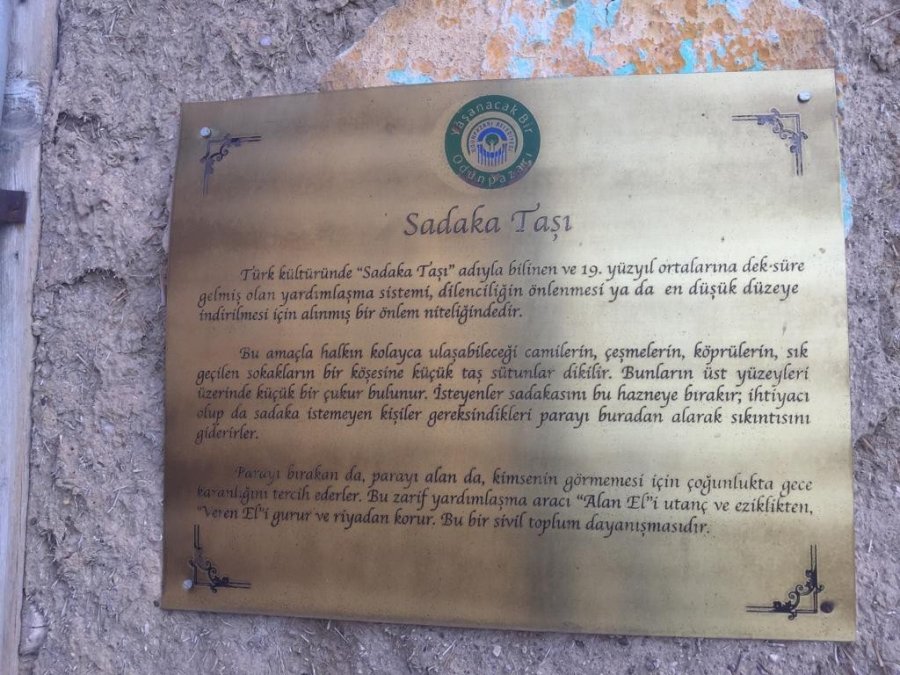 Yaşanacak Bir
Odunpazarı
Sadaka Taşı
Türk kültüründe "Sadaka Taşı" adıyla bilinen ve 19. yüzyıl ortalarına dek-süre
gelmiş olan yardımlaşma sistemi, dilenciliğin önlenmesi ya da en düşük düzeye
indirilmesi için alınmış bir önlem niteliğindedir.
Bu amaçla halkın kolayca ulaşabileceği camilerin, çeşmelerin, köprülerin, sık
geçilen sokakların bir köşesine küçük taş sütunlar dikilir. Bunların üst yüzeyleri
üzerinde küçük bir çukur bulunur. İsteyenler sadakasını bu hazneye bırakır; ihtiyacı
olup da sadaka istemeyen kişiler gereksindikleri parayı buradan alarak sıkıntısını
giderirler.
Parayı bırakan da, parayı alan da, kimsenin görmemesi için çoğunlukta gece
karanlığını tercih ederler. Bu zarif yardımlaşma aracı "Alan El"i utanç ve eziklikten,
"Veren El"i gurur ve riyadan korur. Bu bir sivil toplum dayanışmasıdır.